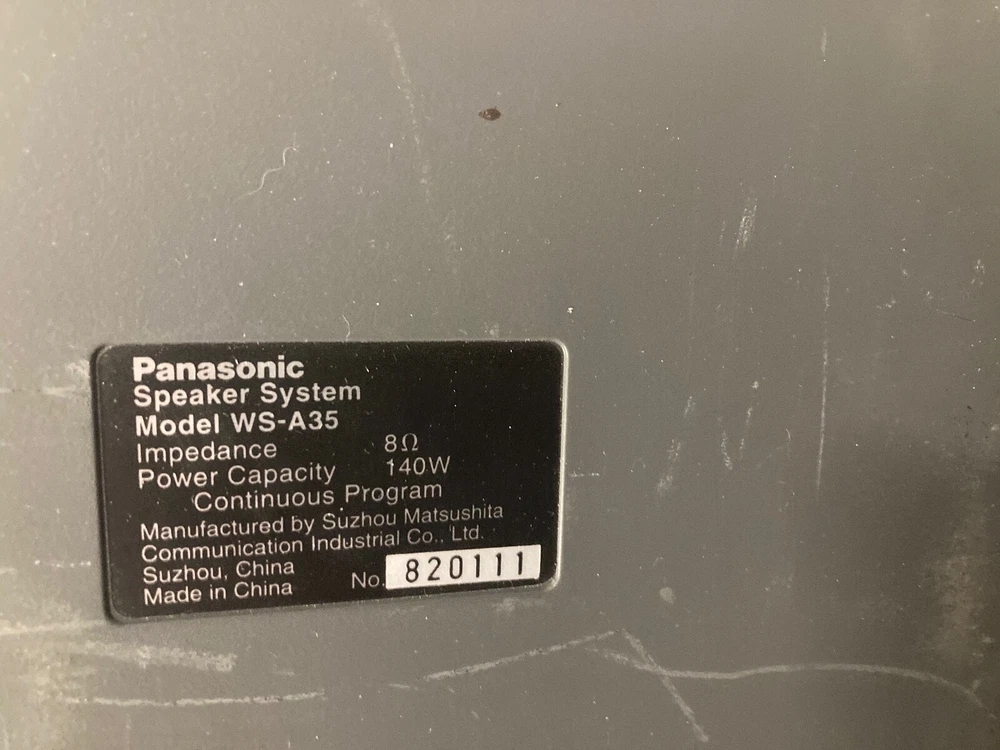 Panasonic
Speaker System
Model WS-A35
Impedance 8Ω
Power Capacity 140W
Continuous Program
Manufactured by Suzhou Matsushita
Communication Industrial Co., Ltd.
Suzhou, China
Made in China No. 820111